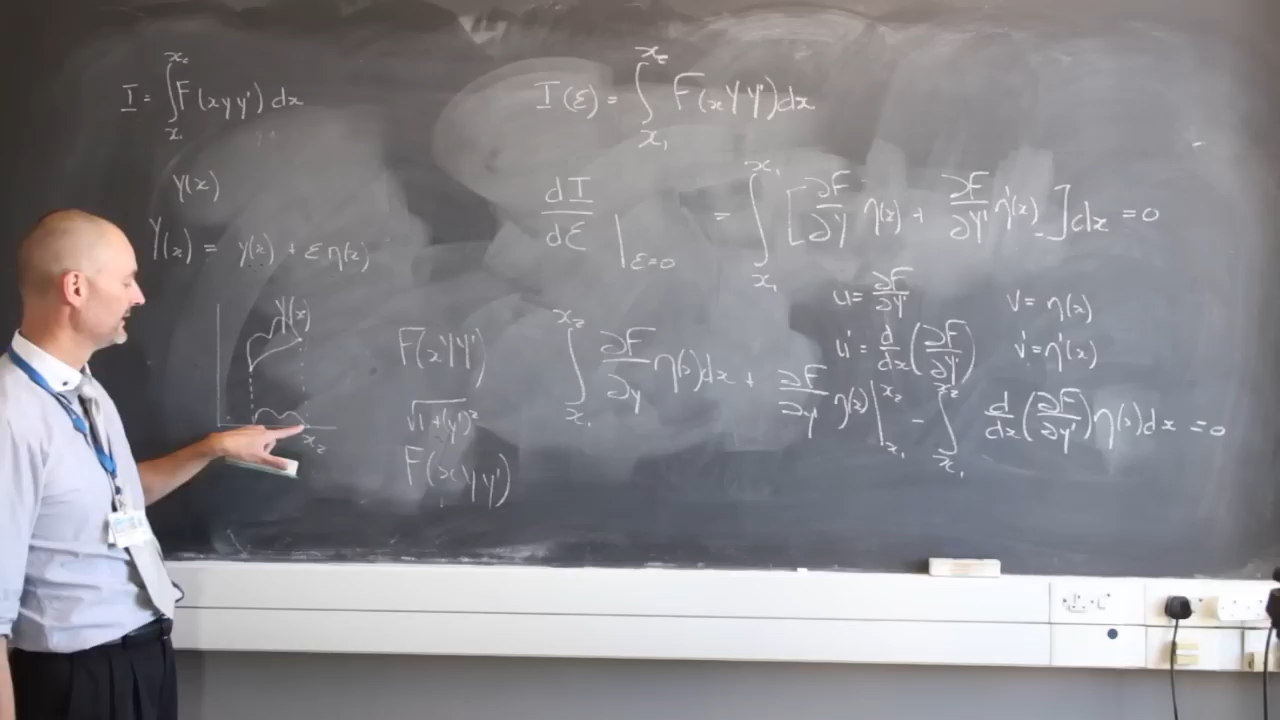 I = ∫_{x₁}^{x₂} F(x y y') dx
y(x)
Y(x) = y(x) + ε η(x)
Y(x)
x₂
F(x Y Y')
√1+(y')²
F(x y y')
I(ε) = ∫_{x₁}^{x₂} F(x Y Y') dx
dI/dε |_{ε=0} = ∫_{x₁}^{x₁} [∂F/∂Y η(x) + ∂F/∂Y' η'(x)] dx = 0
u = ∂F/∂y' v = η(x)
u' = d/dx (∂F/∂y') v' = η'(x)
∫_{x₁}^{x₂} ∂F/∂y η(x) dx + ∂F/∂y' η(x) |_{x₁}^{x₂} - ∫_{x₁}^{x₂} d/dx (∂F/∂y') η(x) dx = 0